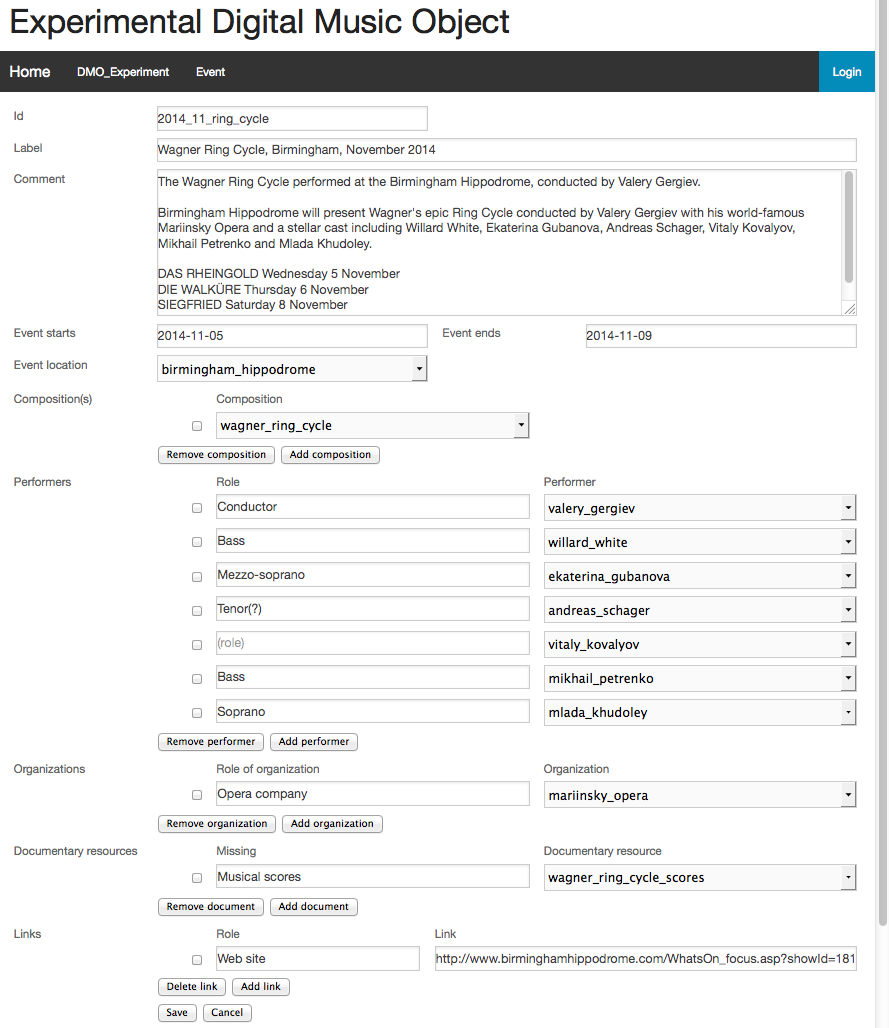 Experimental Digital Music Object
Home DMO_Experiment Event Login
Id 2014_11_ring_cycle
Label Wagner Ring Cycle, Birmingham, November 2014
Comment The Wagner Ring Cycle performed at the Birmingham Hippodrome, conducted by Valery Gergiev.
Birmingham Hippodrome will present Wagner's epic Ring Cycle conducted by Valery Gergiev with his world-famous
Mariinsky Opera and a stellar cast including Willard White, Ekaterina Gubanova, Andreas Schager, Vitaly Kovalyov,
Mikhail Petrenko and Mlada Khudoley.
DAS RHEINGOLD Wednesday 5 November
DIE WALKÜRE Thursday 6 November
SIEGFRIED Saturday 8 November
Event starts 2014-11-05 Event ends 2014-11-09
Event location birmingham_hippodrome
Composition(s) Composition
wagner_ring_cycle
Remove composition Add composition
Performers Role Performer
Conductor valery_gergiev
Bass willard_white
Mezzo-soprano ekaterina_gubanova
Tenor(?) andreas_schager
(role) vitaly_kovalyov
Bass mikhail_petrenko
Soprano mlada_khudoley
Remove performer Add performer
Organizations Role of organization Organization
Opera company mariinsky_opera
Remove organization Add organization
Documentary resources Missing Documentary resource
Musical scores wagner_ring_cycle_scores
Remove document Add document
Links Role Link
Web site http://www.birminghamhippodrome.com/WhatsOn_focus.asp?showId=181
Delete link Add link
Save Cancel